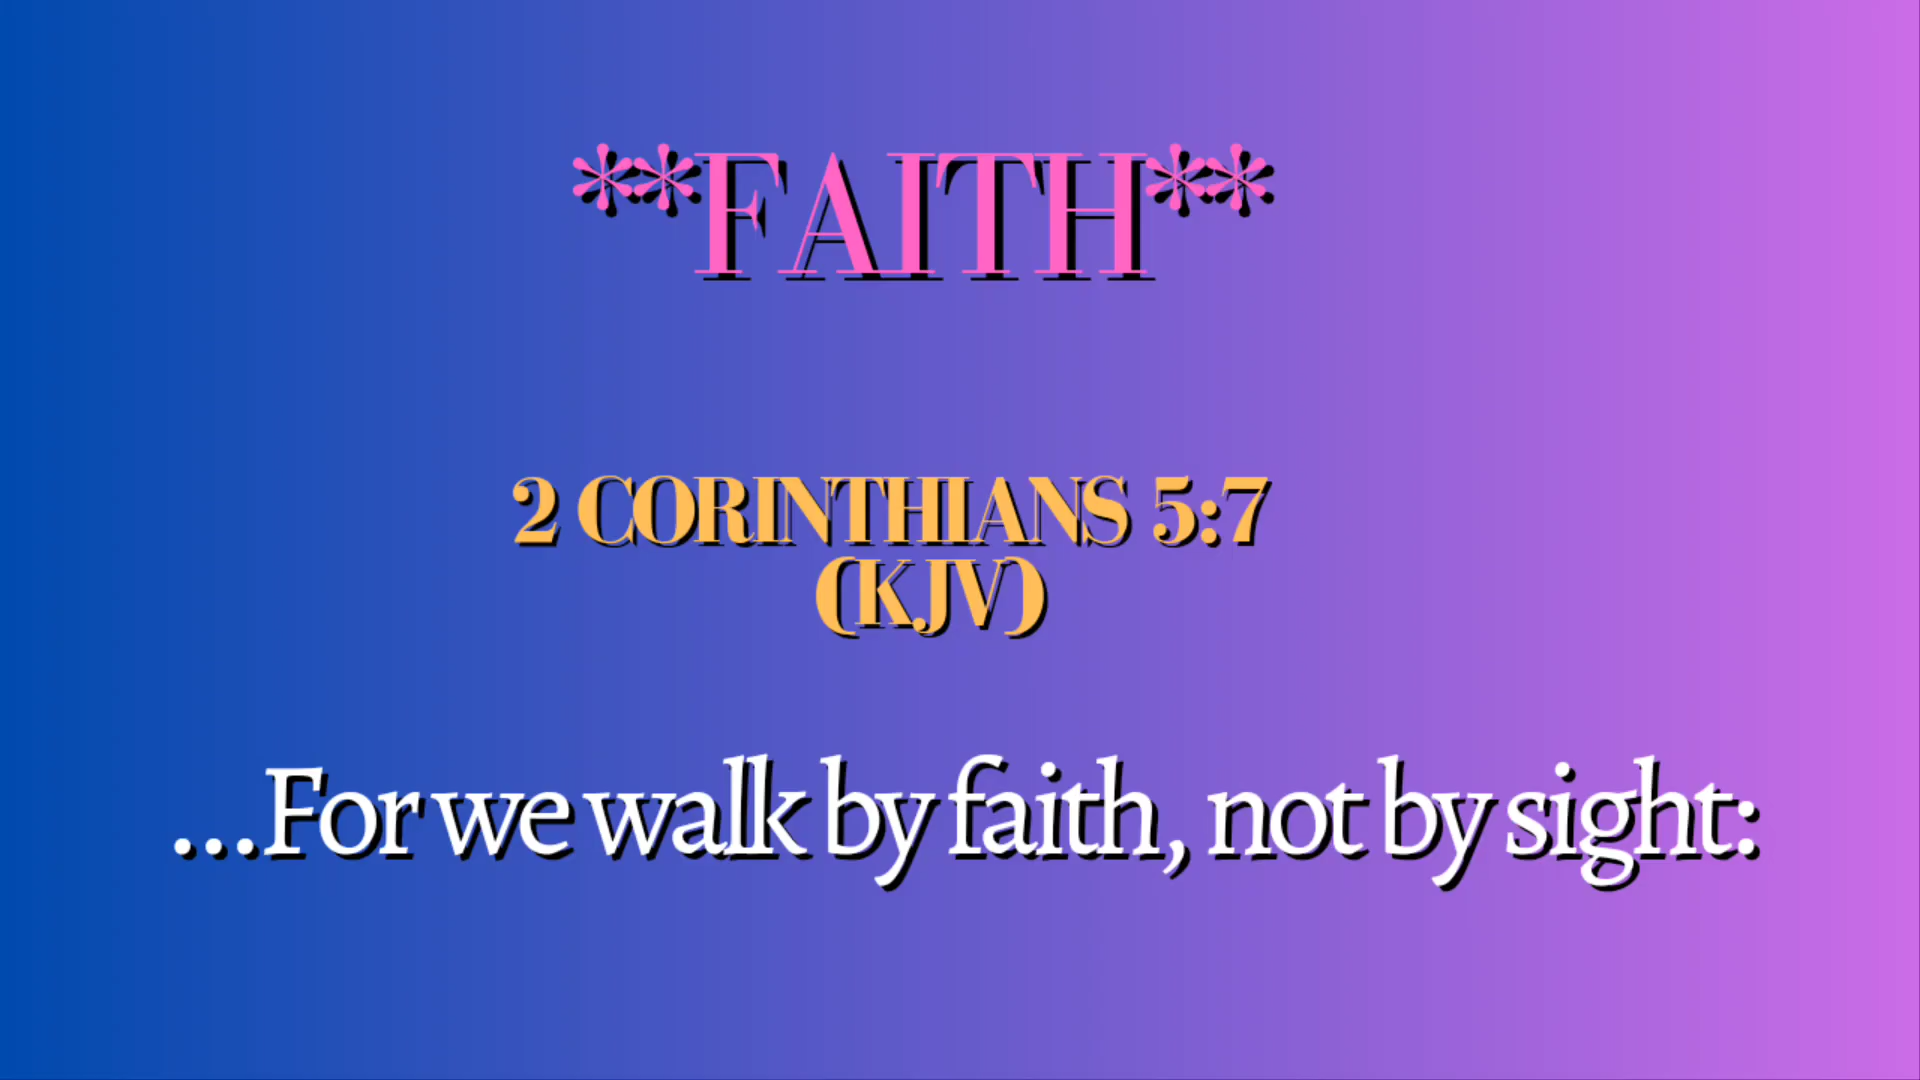 **FAITH**
2 CORINTHIANS 5:7
(KJV)
...For we walk by faith, not by sight: